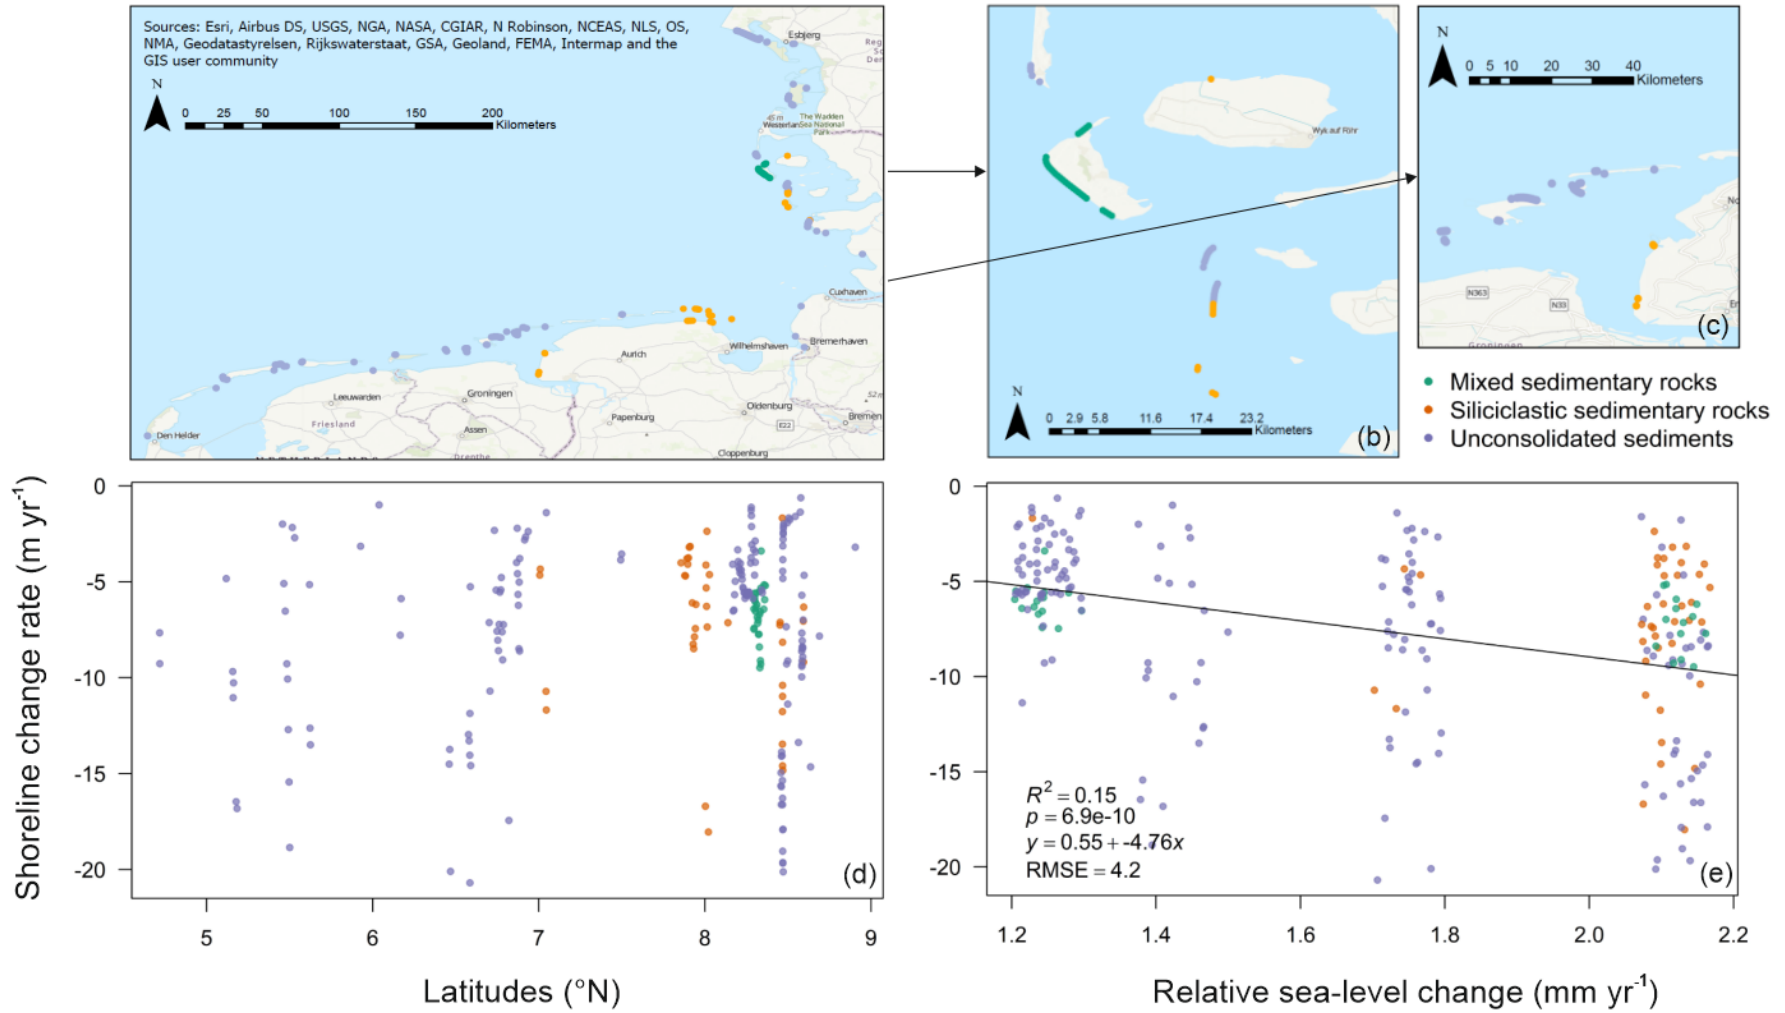 Sources: Esri, Airbus DS, USGS, NGA, NASA, CGIAR, N Robinson, NCEAS, NLS, OS,
NMA, Geodatastyrelsen, Rijkswaterstaat, GSA, Geoland, FEMA, Intermap and the
GIS user community
N
0 25 50 100 150 200
Kilometers
Esbjerg
45 m
Westerland
The Wadden
Sea National
Park
Cuxhaven
Bremerhaven
Wilhelmshaven
Aurich
Leeuwarden
Groningen
Friesland
Assen
Drenthe
Papenburg
Oldenburg
E22
Bremen
52 m
Cloppenburg
Den Helder
Wyk auf Föhr
N
0 2.9 5.8 11.6 17.4 23.2
Kilometers
(b)
N
0 5 10 20 30 40
Kilometers
N363
N33
Groningen
(c)
Mixed sedimentary rocks
Siliciclastic sedimentary rocks
Unconsolidated sediments
Shoreline change rate (m yr-1)
0
-5
-10
-15
-20
(d)
5 6 7 8 9
Latitudes (°N)
0
-5
-10
-15
-20
R2 = 0.15
p = 6.9e-10
y = 0.55 + -4.76x
RMSE = 4.2
(e)
1.2 1.4 1.6 1.8 2.0 2.2
Relative sea-level change (mm yr-1)